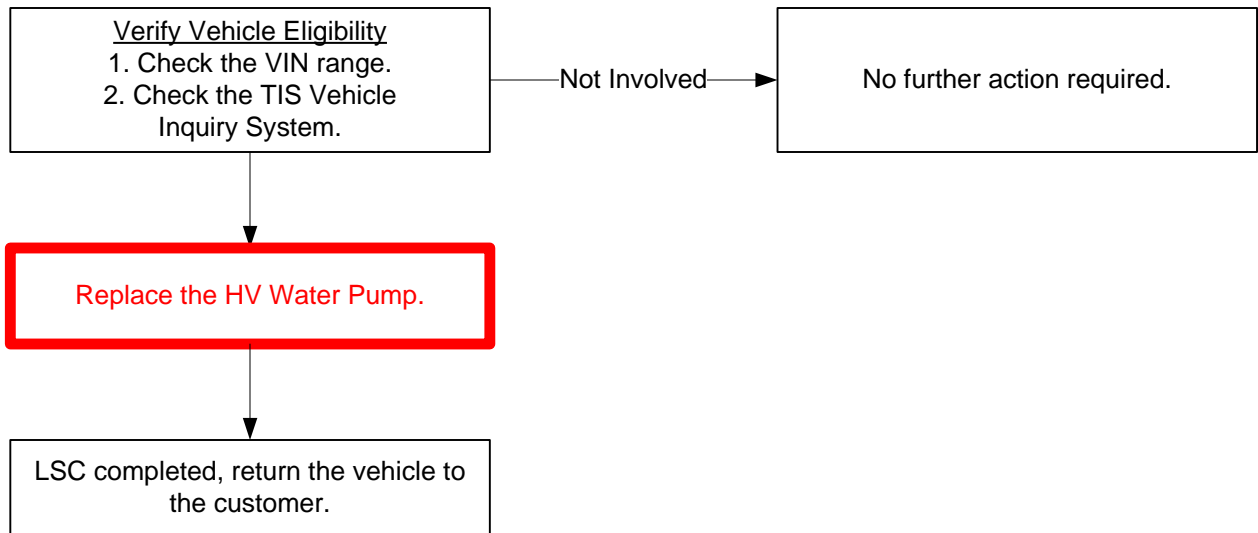 Verify Vehicle Eligibility
1. Check the VIN range.
2. Check the TIS Vehicle
Inquiry System.
Not Involved
No further action required.
Replace the HV Water Pump.
LSC completed, return the vehicle to
the customer.